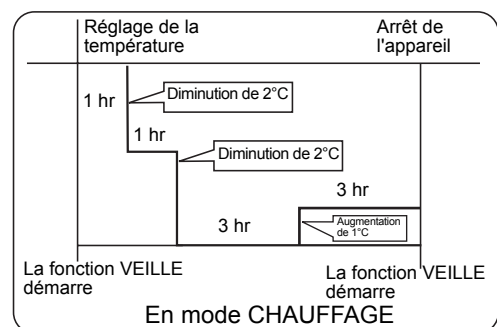 Réglage de la
température
Arrêt de
l'appareil
1 hr
Diminution de 2°C
1 hr
Diminution de 2°C
3 hr
3 hr
Augmentation
de 1°C
La fonction VEILLE
démarre
La fonction VEILLE
démarre
En mode CHAUFFAGE